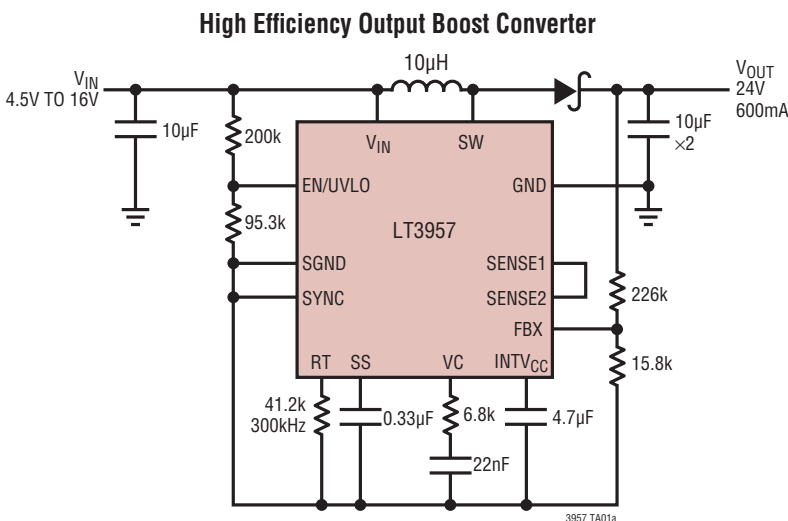 High Efficiency Output Boost Converter
10µH
VIN
4.5V TO 16V
VOUT
24V
600mA
10µF
200k
VIN
SW
10µF
×2
EN/UVLO
GND
95.3k
LT3957
SGND
SENSE1
SYNC
SENSE2
226k
FBX
RT
SS
VC
INTVCC
15.8k
41.2k
300kHz
0.33µF
6.8k
4.7µF
22nF
3957 TA01a